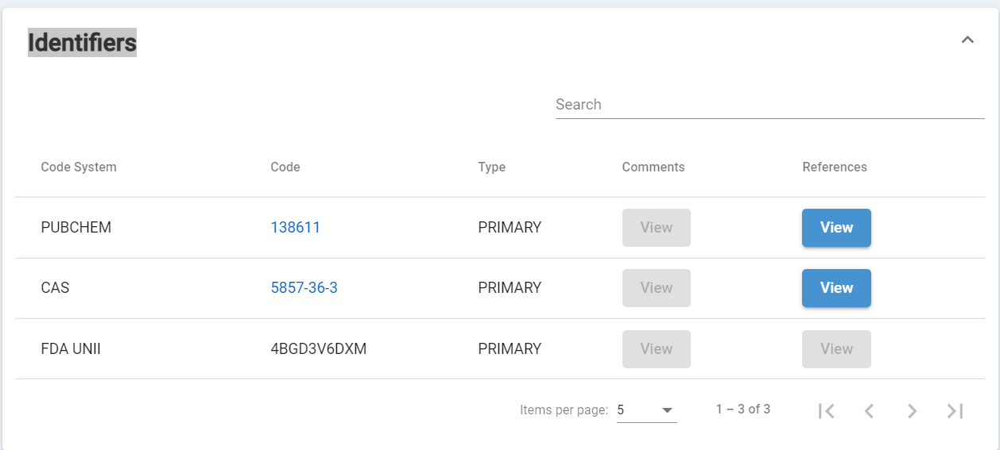 Identifiers
Search
Code System Code Type Comments References
PUBCHEM 138611 PRIMARY View View
CAS 5857-36-3 PRIMARY View View
FDA UNII 4BGD3V6DXM PRIMARY View View
Items per page: 5 1 – 3 of 3